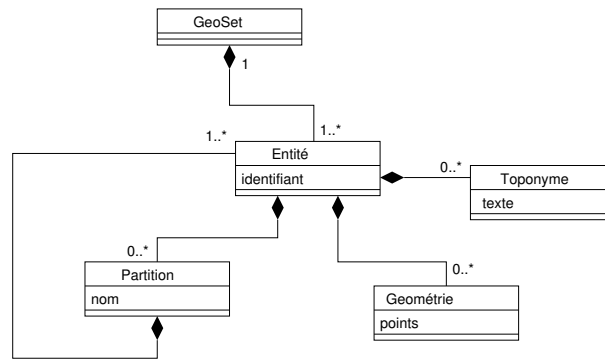 GeoSet
1
1..*
1..*
Entité
identifiant
0..*
Toponyme
texte
0..*
Partition
nom
0..*
Geométrie
points